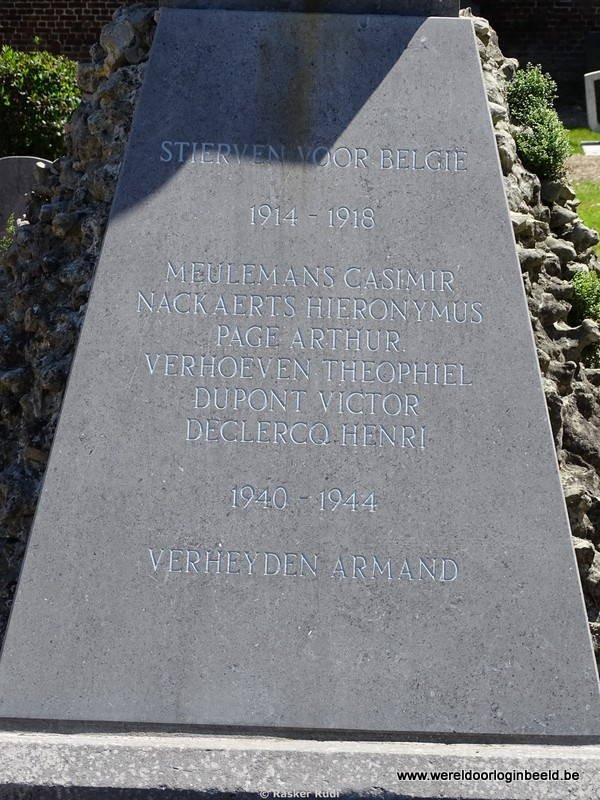 STIERVEN VOOR BELGIË
1914 - 1918
MEULEMANS CASIMIR
NACKAERTS HIERONYMUS
PAGE ARTHUR.
VERHOEVEN THEOPHIEL
DUPONT VICTOR
DECLERCQ HENRI
1940 - 1944
VERHEYDEN ARMAND
www.wereldoorloginbeeld.be
© Rasker Rudi